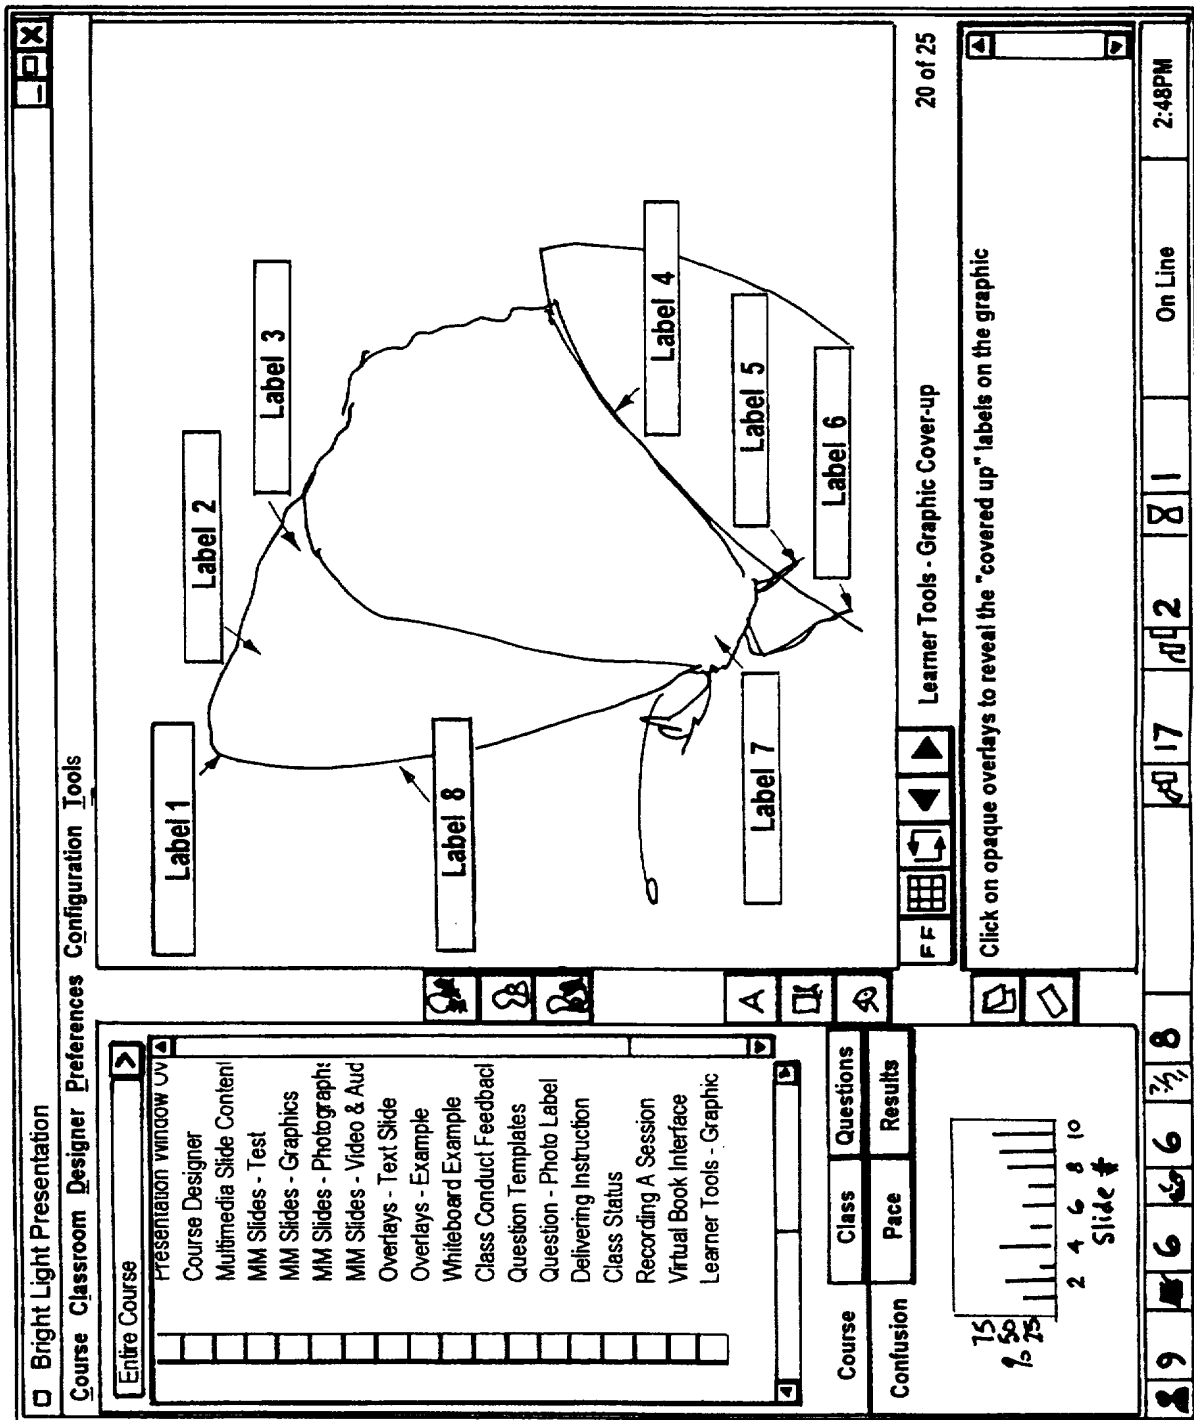 Bright Light Presentation
Course Classroom Designer Preferences Configuration Tools
Entire Course >
Presentation Window Ov
Course Designer
Multimedia Slide Content
MM Slides - Test
MM Slides - Graphics
MM Slides - Photographs
MM Slides - Video & Aud
Overlays - Text Slide
Overlays - Example
Whiteboard Example
Class Conduct Feedback
Question Templates
Question - Photo Label
Delivering Instruction
Class Status
Recording A Session
Virtual Book Interface
Learner Tools - Graphic
Course Class Questions
Confusion Pace Results
75
% 50
25
2 4 6 8 10
Slide #
A
Label 1
Label 2
Label 3
Label 8
Label 4
Label 5
Label 7
Label 6
FF
Learner Tools - Graphic Cover-up
20 of 25
Click on opaque overlays to reveal the "covered up" labels on the graphic
9 6 6 ?/? 8 17 2 1 On Line 2:48PM